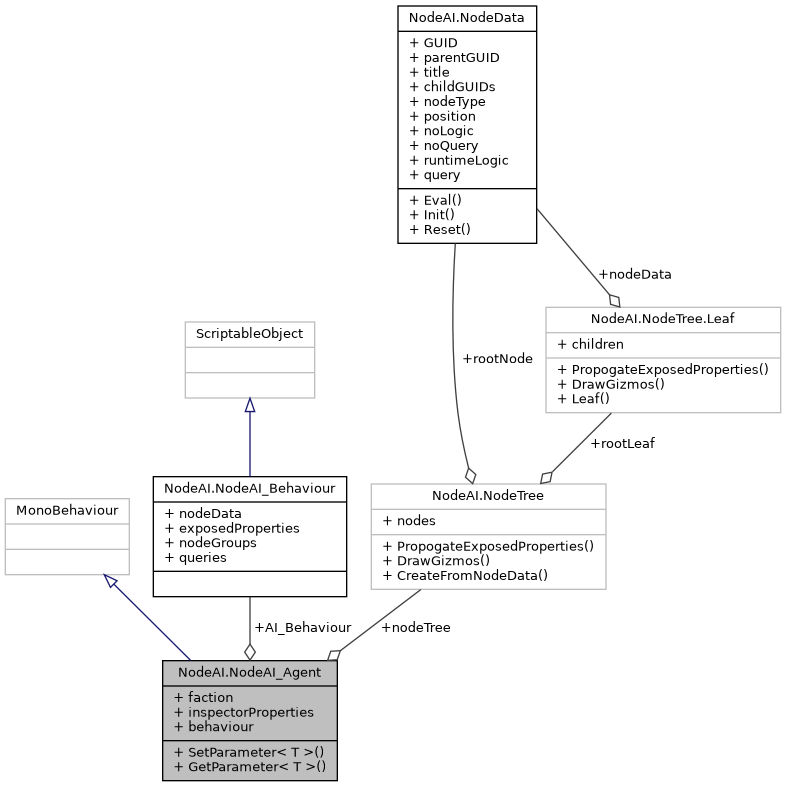 NodeAI.NodeData
+ GUID
+ parentGUID
+ title
+ childGUIDs
+ nodeType
+ position
+ noLogic
+ noQuery
+ runtimeLogic
+ query
+ Eval()
+ Init()
+ Reset()
+nodeData
NodeAI.NodeTree.Leaf
+ children
+ PropogateExposedProperties()
+ DrawGizmos()
+ Leaf()
ScriptableObject
+rootNode
+rootLeaf
NodeAI.NodeAI_Behaviour
+ nodeData
+ exposedProperties
+ nodeGroups
+ queries
NodeAI.NodeTree
+ nodes
+ PropogateExposedProperties()
+ DrawGizmos()
+ CreateFromNodeData()
MonoBehaviour
+AI_Behaviour
+nodeTree
NodeAI.NodeAI_Agent
+ faction
+ inspectorProperties
+ behaviour
+ SetParameter< T >()
+ GetParameter< T >()